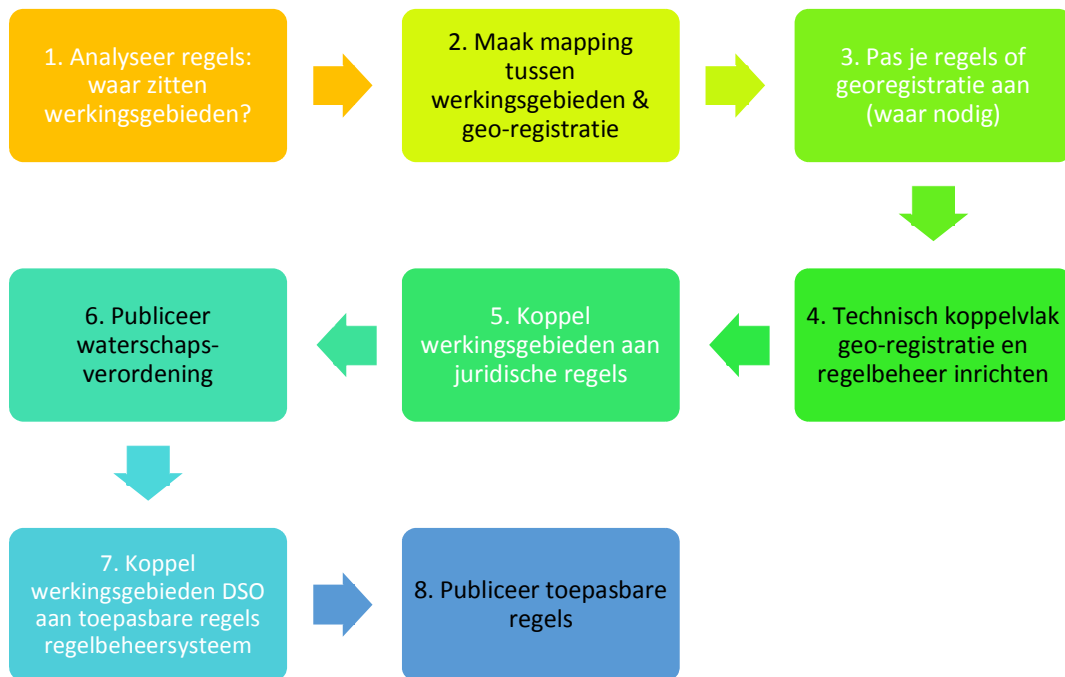 1. Analyseer regels:
waar zitten
werkingsgebieden?
2. Maak mapping
tussen
werkingsgebieden &
geo-registratie
3. Pas je regels of
georegistratie aan
(waar nodig)
4. Technisch koppelvlak
geo-registratie en
regelbeheer inrichten
5. Koppel
werkingsgebieden aan
juridische regels
6. Publiceer
waterschaps-
verordening
7. Koppel
werkingsgebieden DSO
aan toepasbare regels
regelbeheersysteem
8. Publiceer toepasbare
regels